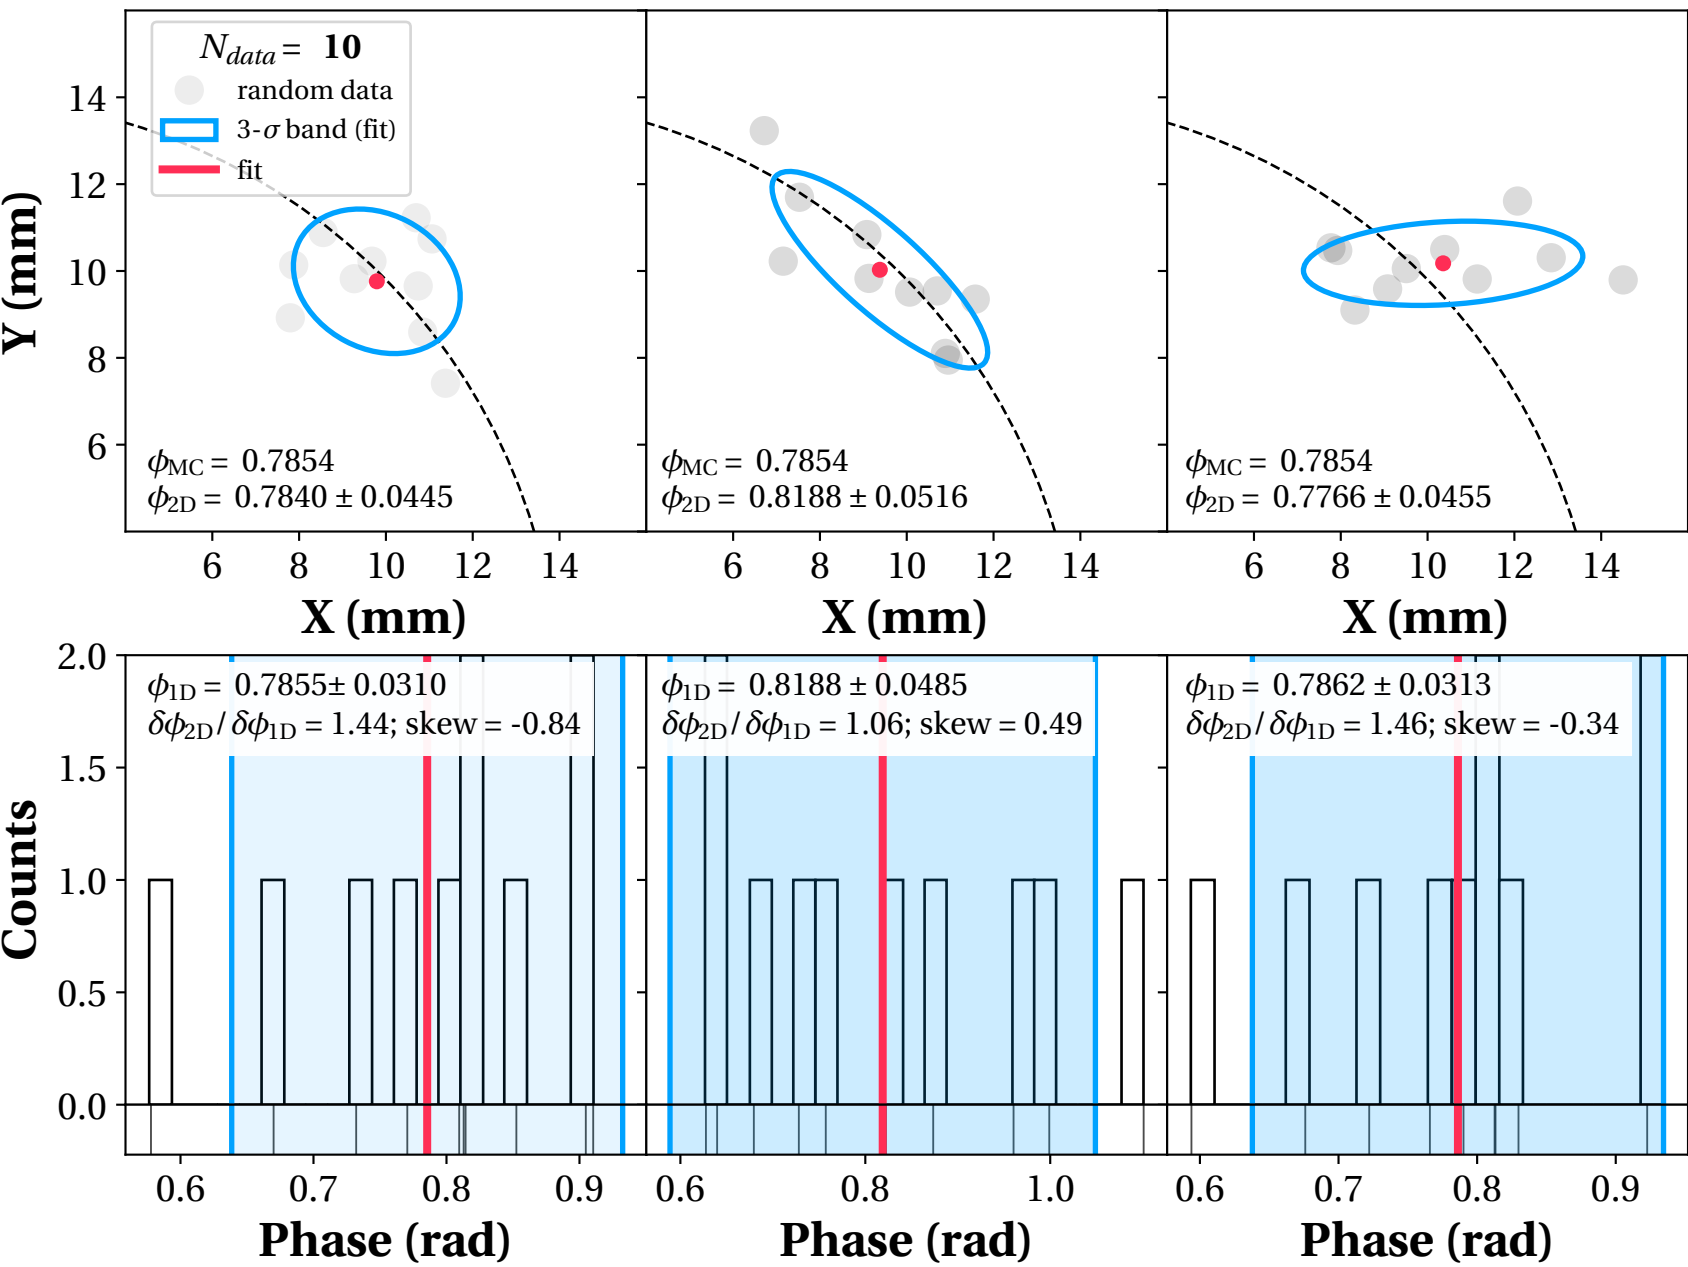 N_data = 10
random data
3-σ band (fit)
fit
Y (mm)
14
12
10
8
6
ϕ_MC = 0.7854
ϕ_2D = 0.7840 ± 0.0445
ϕ_MC = 0.7854
ϕ_2D = 0.8188 ± 0.0516
ϕ_MC = 0.7854
ϕ_2D = 0.7766 ± 0.0455
6 8 10 12 14
6 8 10 12 14
6 8 10 12 14
X (mm)
X (mm)
X (mm)
Counts
2.0
1.5
1.0
0.5
0.0
ϕ_1D = 0.7855± 0.0310
δϕ_2D/δϕ_1D = 1.44; skew = -0.84
ϕ_1D = 0.8188 ± 0.0485
δϕ_2D/δϕ_1D = 1.06; skew = 0.49
ϕ_1D = 0.7862 ± 0.0313
δϕ_2D/δϕ_1D = 1.46; skew = -0.34
0.6 0.7 0.8 0.9
0.6 0.8 1.0
0.6 0.7 0.8 0.9
Phase (rad)
Phase (rad)
Phase (rad)